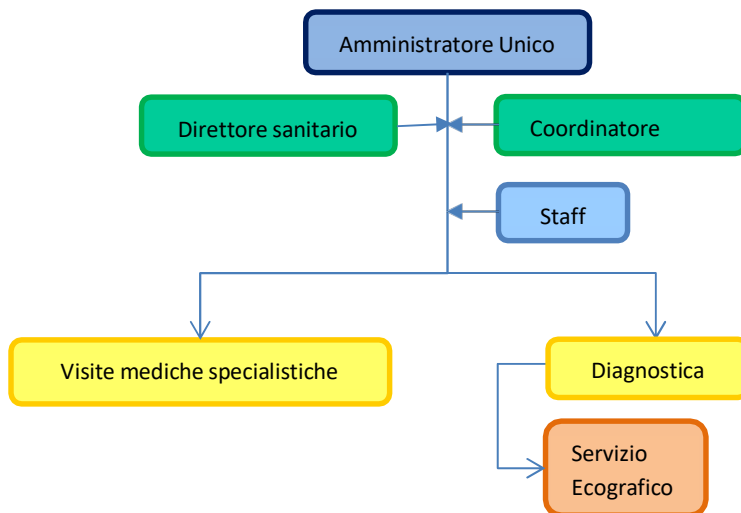 Amministratore Unico
Direttore sanitario
Coordinatore
Staff
Visite mediche specialistiche
Diagnostica
Servizio
Ecografico